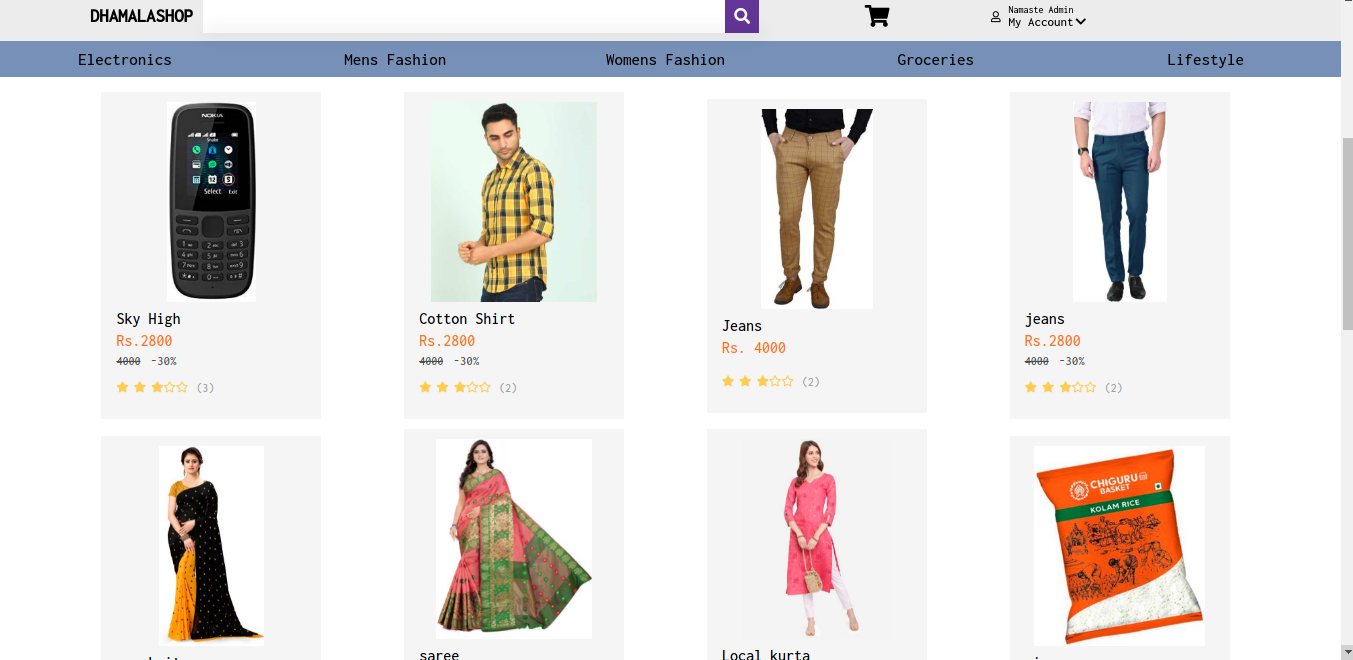 DHAMALASHOP
Namaste Admin
My Account
Electronics Mens Fashion Womens Fashion Groceries Lifestyle
NOKIA
Select Exit
Sky High
Rs.2800
4000 -30%
(3)
Cotton Shirt
Rs.2800
4000 -30%
(2)
Jeans
Rs. 4000
(2)
jeans
Rs.2800
4000 -30%
(2)
CHIGURU
BASKET
KOLAM RICE
saree
Local kurta